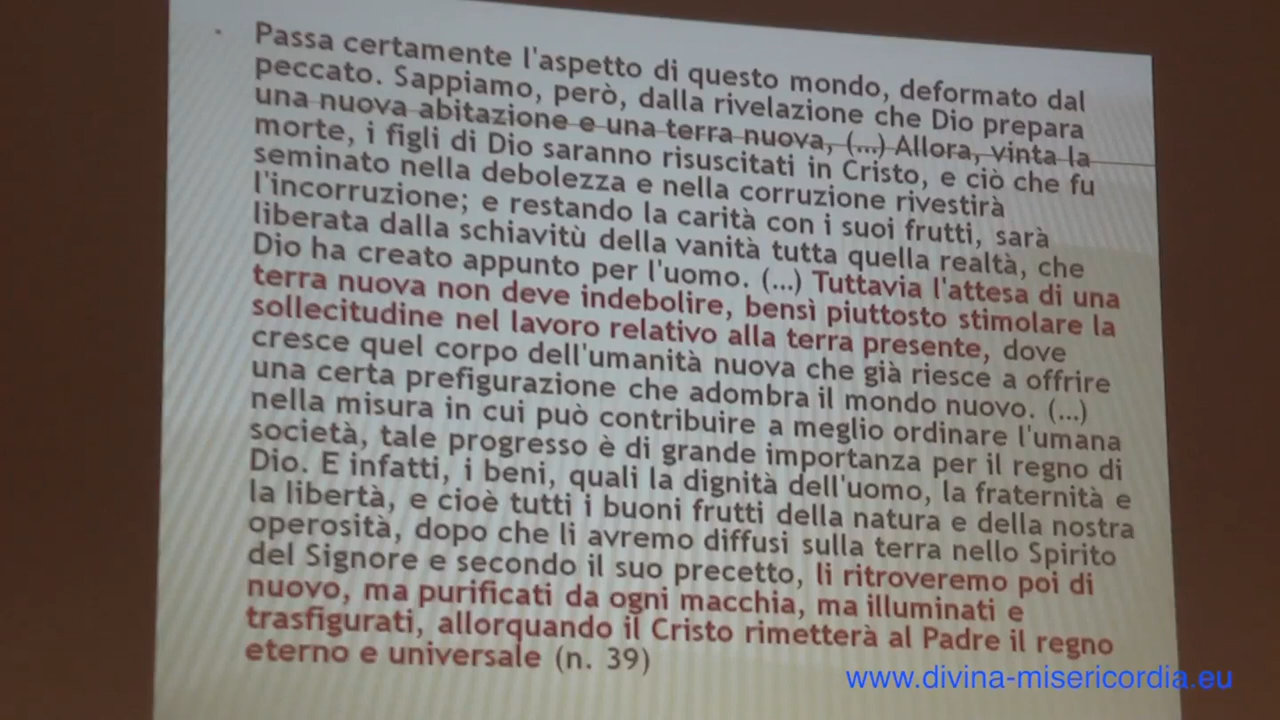 Passa certamente l'aspetto di questo mondo, deformato dal
peccato. Sappiamo, però, dalla rivelazione che Dio prepara
una nuova abitazione e una terra nuova, (...) Allora, vinta la
morte, i figli di Dio saranno risuscitati in Cristo, e ciò che fu
seminato nella debolezza e nella corruzione rivestirà
l'incorruzione; e restando la carità con i suoi frutti, sarà
liberata dalla schiavitù della vanità tutta quella realtà, che
Dio ha creato appunto per l'uomo. (...) Tuttavia l'attesa di una
terra nuova non deve indebolire, bensì piuttosto stimolare la
sollecitudine nel lavoro relativo alla terra presente, dove
cresce quel corpo dell'umanità nuova che già riesce a offrire
una certa prefigurazione che adombra il mondo nuovo. (...)
nella misura in cui può contribuire a meglio ordinare l'umana
società, tale progresso è di grande importanza per il regno di
Dio. E infatti, i beni, quali la dignità dell'uomo, la fraternità e
la libertà, e cioè tutti i buoni frutti della natura e della nostra
operosità, dopo che li avremo diffusi sulla terra nello Spirito
del Signore e secondo il suo precetto, li ritroveremo poi di
nuovo, ma purificati da ogni macchia, ma illuminati e
trasfigurati, allorquando il Cristo rimetterà al Padre il regno
eterno e universale (n. 39)
www.divina-misericordia.eu